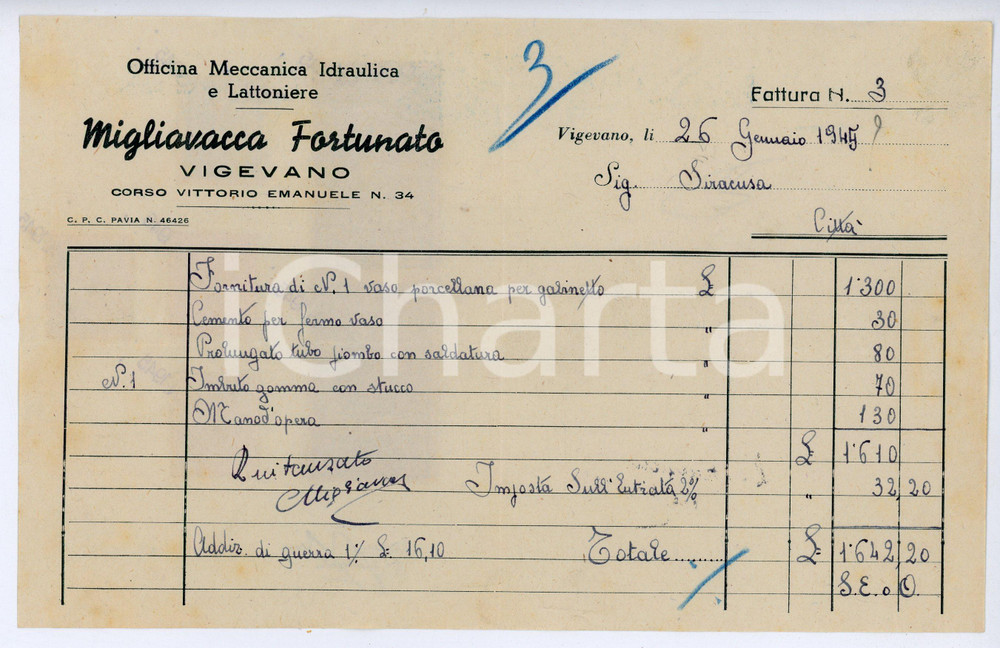 3
Officina Meccanica Idraulica
e Lattoniere
Migliavacca Fortunato
VIGEVANO
CORSO VITTORIO EMANUELE N. 34
C. P. C. PAVIA N. 46426
Fattura N. 3
Vigevano, li 26 Gennaio 1945
Sig. Siracusa
Città
Fornitura di N. 1 vaso porcellana per gabinetto £ 1'300
Cemento per fermo vaso " 30
Prolungato tubo piombo con saldatura " 80
N. 1 Imbuto gomma con stucco " 70
Mano d'opera " 130
£ 1'610
Quitanzato
Imposta Sull'Entrata 2% " 32,20
Addiz. di guerra 1% £ 16,10 Totale........ £ 1'642,20
S.E. o O.
iCharta